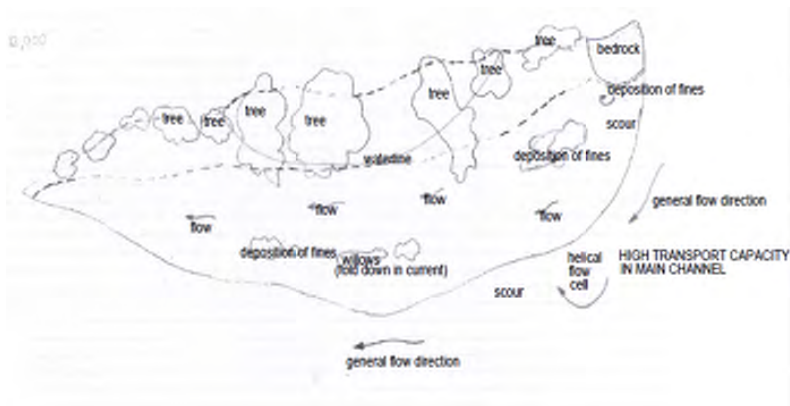 tree
bedrock
tree
deposition of fines
tree
tree
tree
tree
tree
scour
waterline
deposition of fines
flow
flow
flow
flow
general flow direction
deposition of fines
willows
(fold down in current)
helical
flow
cell
HIGH TRANSPORT CAPACITY
IN MAIN CHANNEL
scour
general flow direction